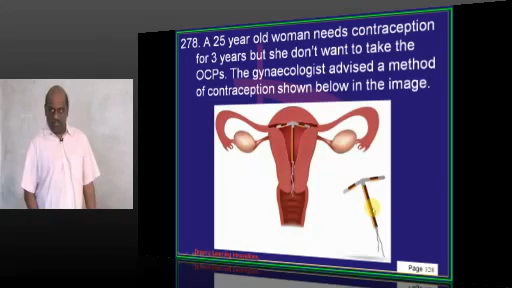 278. A 25 year old woman needs contraception
for 3 years but she don't want to take the
OCPs. The gynaecologist advised a method
of contraception shown below in the image.
Page 128